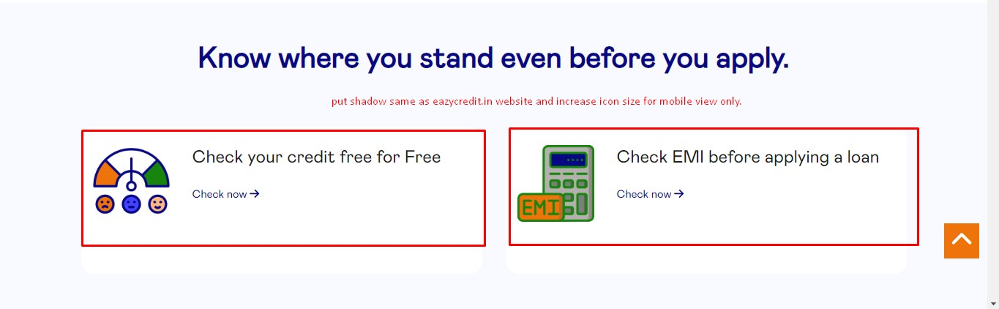 Know where you stand even before you apply.
put shadow same as eazycredit.in website and increase icon size for mobile view only.
Check your credit free for Free
Check now →
Check EMI before applying a loan
Check now →
EMI